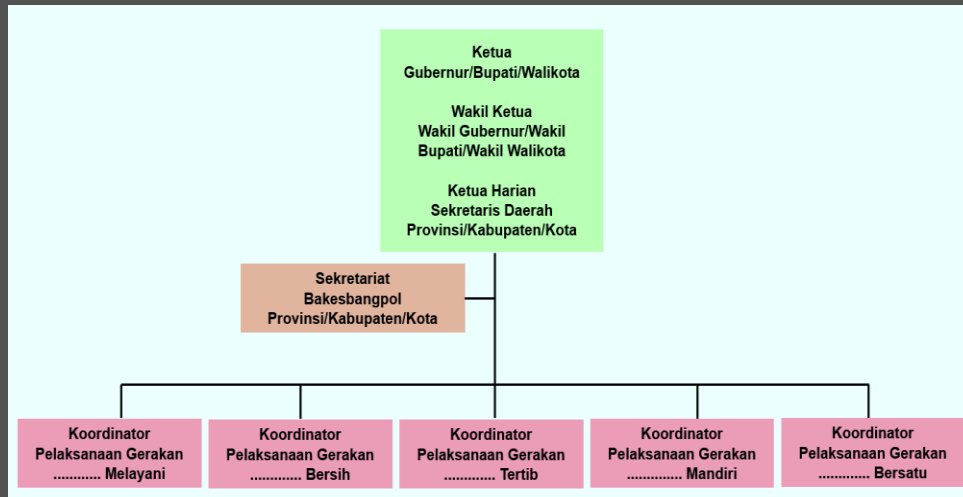 Ketua
Gubernur/Bupati/Walikota
Wakil Ketua
Wakil Gubernur/Wakil
Bupati/Wakil Walikota
Ketua Harian
Sekretaris Daerah
Provinsi/Kabupaten/Kota
Sekretariat
Bakesbangpol
Provinsi/Kabupaten/Kota
Koordinator
Pelaksanaan Gerakan
............ Melayani
Koordinator
Pelaksanaan Gerakan
............. Bersih
Koordinator
Pelaksanaan Gerakan
............. Tertib
Koordinator
Pelaksanaan Gerakan
............. Mandiri
Koordinator
Pelaksanaan Gerakan
............. Bersatu